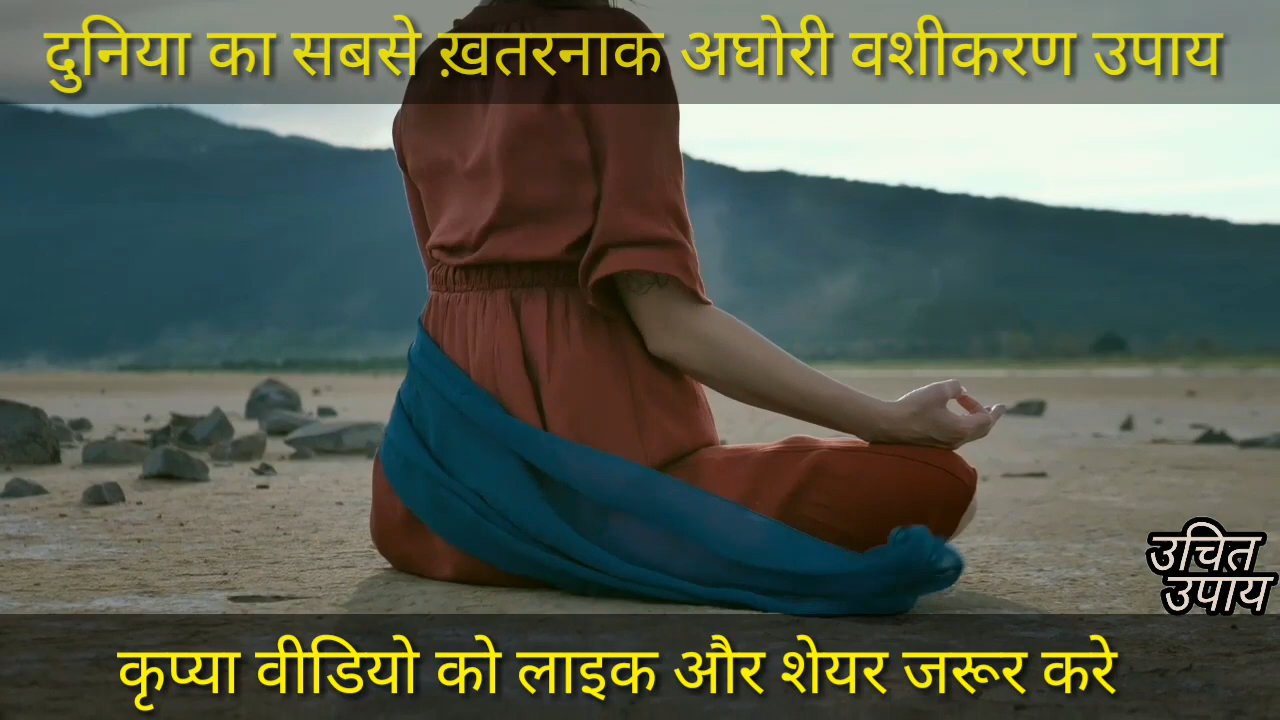 दुनिया का सबसे ख़तरनाक अघोरी वशीकरण उपाय
उचित
उपाय
कृप्या वीडियो को लाइक और शेयर जरूर करे